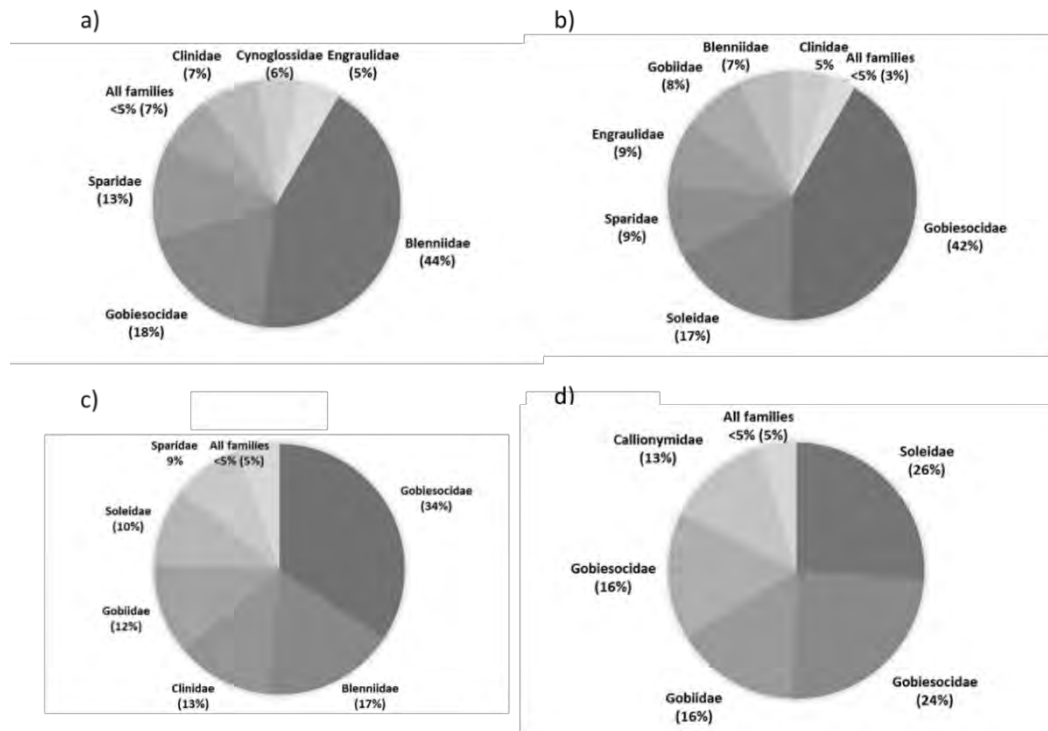 a)
Clinidae
(7%)
Cynoglossidae
(6%)
Engraulidae
(5%)
All families
<5% (7%)
Sparidae
(13%)
Blenniidae
(44%)
Gobiesocidae
(18%)
b)
Blenniidae
(7%)
Clinidae
5%
All families
<5% (3%)
Gobiidae
(8%)
Engraulidae
(9%)
Sparidae
(9%)
Gobiesocidae
(42%)
Soleidae
(17%)
c)
Sparidae
9%
All families
<5% (5%)
Gobiesocidae
(34%)
Soleidae
(10%)
Gobiidae
(12%)
Clinidae
(13%)
Blenniidae
(17%)
d)
All families
<5% (5%)
Callionymidae
(13%)
Soleidae
(26%)
Gobiesocidae
(16%)
Gobiidae
(16%)
Gobiesocidae
(24%)